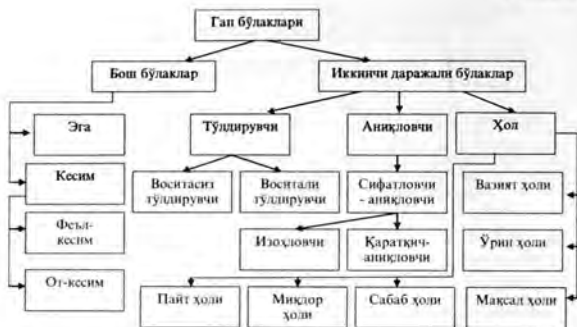 Гап бўлаклари
Бош бўлаклар
Иккинчи даражали бўлаклар
Эга
Тўлдирувчи
Аниқловчи
Ҳол
Кесим
Воситасиз
тўлдирувчи
Воситали
тўлдирувчи
Сифатловчи
- аниқловчи
Вазият ҳоли
Феъл-
кесим
Изоҳловчи
Қаратқич-
аниқловчи
Ўрин ҳоли
От-кесим
Пайт ҳоли
Миқдор
ҳоли
Сабаб ҳоли
Мақсад ҳоли